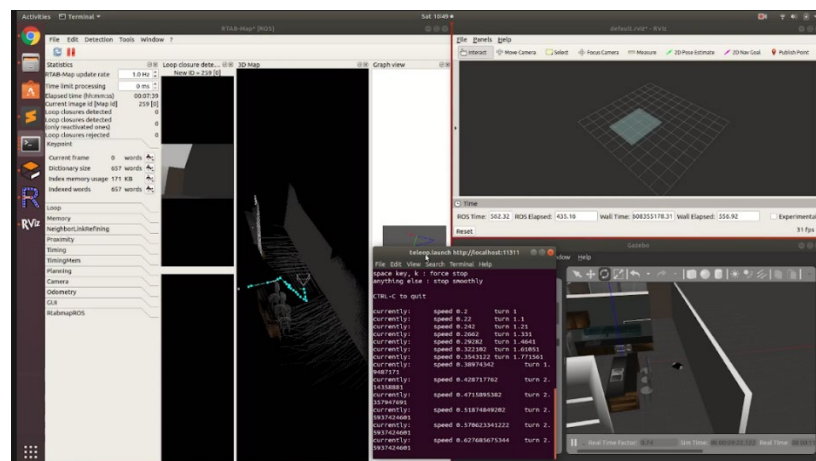 Activities
Terminal
Sat 18:49
RTAB-Map* [ROS]
File Edit Detection Tools Window ?
Statistics
RTAB-Map update rate 1.0 Hz
Time limit processing 0 ms
Elapsed time (hh:mm:ss) 00:07:39
Current image id [Map id] 259 [0]
Loop closures detected 0
Loop closures detected 0
(only reactivated ones)
Loop closures rejected 0
Keypoint
Current frame 0 words
Dictionary size 657 words
Index memory usage 171 KB
Indexed words 657 words
Loop
Memory
NeighborLinkRefining
Proximity
Timing
TimingMem
Planning
Camera
Odometry
GUI
RtabmapROS
Loop closure dete...
New ID = 259 [0]
3D Map
Graph view
default.rviz* - RViz
File Panels Help
Interact Move Camera Select Focus Camera Measure 2D Pose Estimate 2D Nav Goal Publish Point
Time
ROS Time: 562.32 ROS Elapsed: 435.16 Wall Elapsed: 556.92 Experimental
Reset
31 fps
teleop.launch http://localhost:11311
File Edit View Search Terminal Help
space key, k : force stop
anything else : stop smoothly
CTRL-C to quit
currently: speed 0.2 turn 1
currently: speed 0.22 turn 1.1
currently: speed 0.242 turn 1.21
currently: speed 0.2662 turn 1.331
currently: speed 0.29282 turn 1.4641
currently: speed 0.322102 turn 1.61051
currently: speed 0.3543122 turn 1.771561
currently: speed 0.38974342 turn 1.
9487171
currently: speed 0.428717762 turn 2.
14358881
currently: speed 0.4715895382 turn 2.
357947691
currently: speed 0.51874849202 turn 2.
5937424601
currently: speed 0.570623341222 turn 2.
5937424601
currently: speed 0.627685675344 turn 2.
5937424601
Gazebo
Help
Real Time Factor: 0.74 Sim Time: Real Time:
RViz